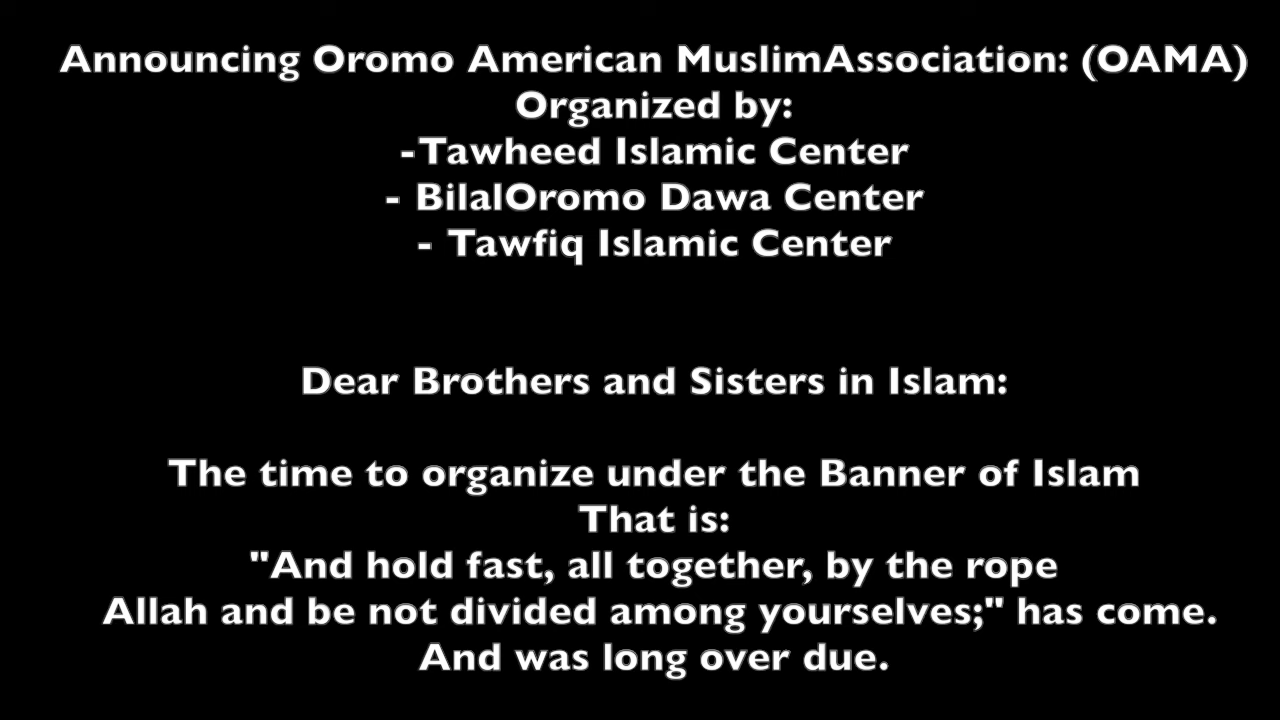 Announcing Oromo American MuslimAssociation: (OAMA)
Organized by:
-Tawheed Islamic Center
- BilalOromo Dawa Center
- Tawfiq Islamic Center
Dear Brothers and Sisters in Islam:
The time to organize under the Banner of Islam
That is:
"And hold fast, all together, by the rope
Allah and be not divided among yourselves;" has come.
And was long over due.